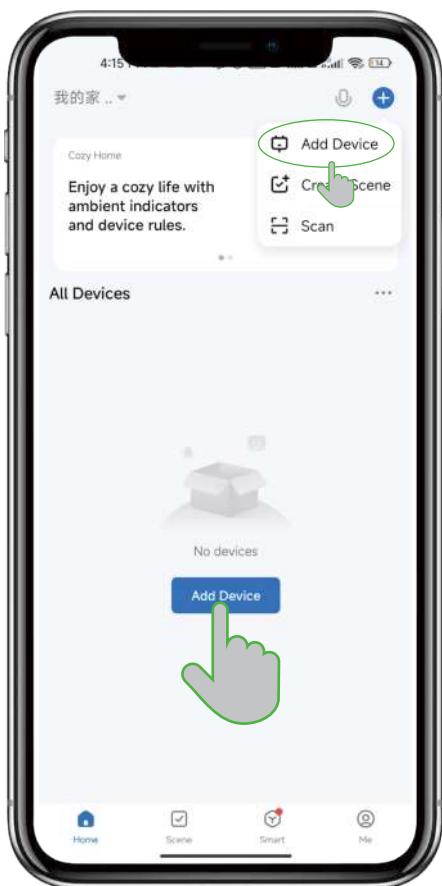 4:15
我的家 ..
Add Device
Create Scene
Scan
Cozy Home
Enjoy a cozy life with
ambient indicators
and device rules.
All Devices
...
No devices
Add Device
Home
Scene
Smart
Me